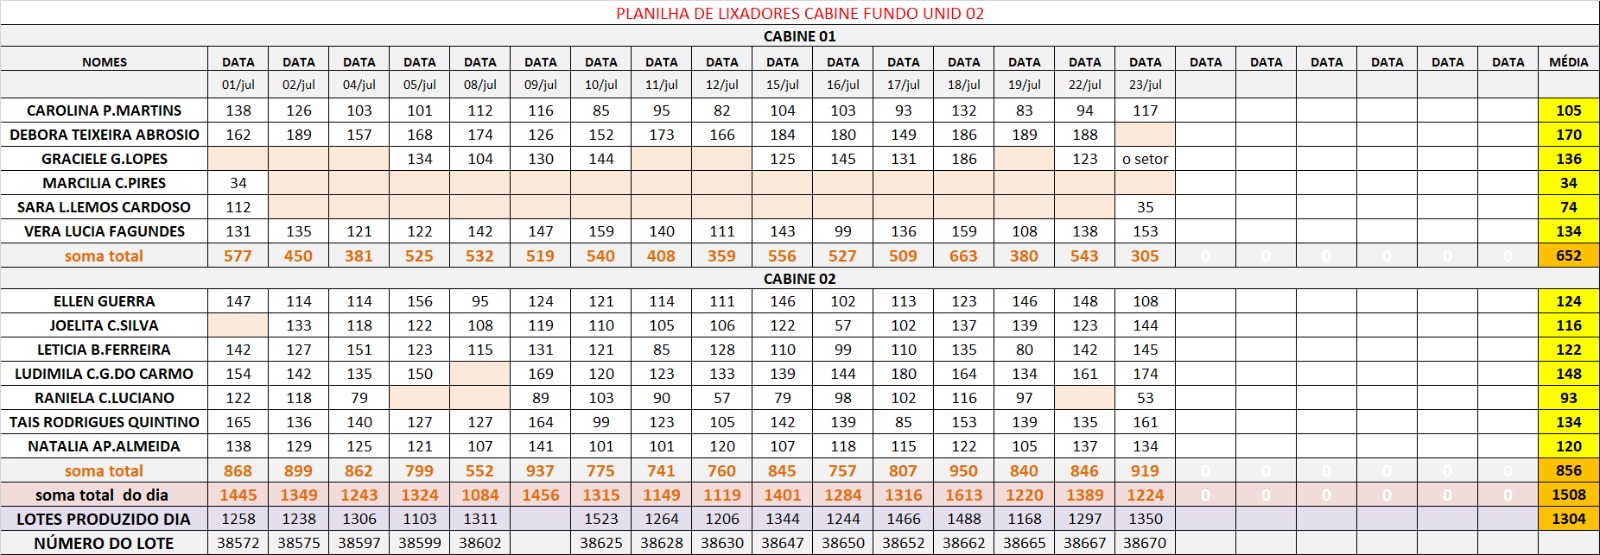 PLANILHA DE LIXADORES CABINE FUNDO UNID 02
CABINE 01
NOMES DATA DATA DATA DATA DATA DATA DATA DATA DATA DATA DATA DATA DATA DATA DATA DATA DATA DATA DATA DATA DATA DATA MÉDIA
01/jul 02/jul 04/jul 05/jul 08/jul 09/jul 10/jul 11/jul 12/jul 15/jul 16/jul 17/jul 18/jul 19/jul 22/jul 23/jul
CAROLINA P.MARTINS 138 126 103 101 112 116 85 95 82 104 103 93 132 83 94 117 105
DEBORA TEIXEIRA ABROSIO 162 189 157 168 174 126 152 173 166 184 180 149 186 189 188 170
GRACIELE G.LOPES 134 104 130 144 125 145 131 186 123 o setor 136
MARCILIA C.PIRES 34 34
SARA L.LEMOS CARDOSO 112 35 74
VERA LUCIA FAGUNDES 131 135 121 122 142 147 159 140 111 143 99 136 159 108 138 153 134
soma total 577 450 381 525 532 519 540 408 359 556 527 509 663 380 543 305 0 0 0 0 0 0 652
CABINE 02
ELLEN GUERRA 147 114 114 156 95 124 121 114 111 146 102 113 123 146 148 108 124
JOELITA C.SILVA 133 118 122 108 119 110 105 106 122 57 102 137 139 123 144 116
LETICIA B.FERREIRA 142 127 151 123 115 131 121 85 128 110 99 110 135 80 142 145 122
LUDIMILA C.G.DO CARMO 154 142 135 150 169 120 123 133 139 144 180 164 134 161 174 148
RANIELA C.LUCIANO 122 118 79 89 103 90 57 79 98 102 116 97 53 93
TAIS RODRIGUES QUINTINO 165 136 140 127 127 164 99 123 105 142 139 85 153 139 135 161 134
NATALIA AP.ALMEIDA 138 129 125 121 107 141 101 101 120 107 118 115 122 105 137 134 120
soma total 868 899 862 799 552 937 775 741 760 845 757 807 950 840 846 919 0 0 0 0 0 0 856
soma total do dia 1445 1349 1243 1324 1084 1456 1315 1149 1119 1401 1284 1316 1613 1220 1389 1224 0 0 0 0 0 0 1508
LOTES PRODUZIDO DIA 1258 1238 1306 1103 1311 1523 1264 1206 1344 1244 1466 1488 1168 1297 1350 1304
NÚMERO DO LOTE 38572 38575 38597 38599 38602 38625 38628 38630 38647 38650 38652 38662 38665 38667 38670